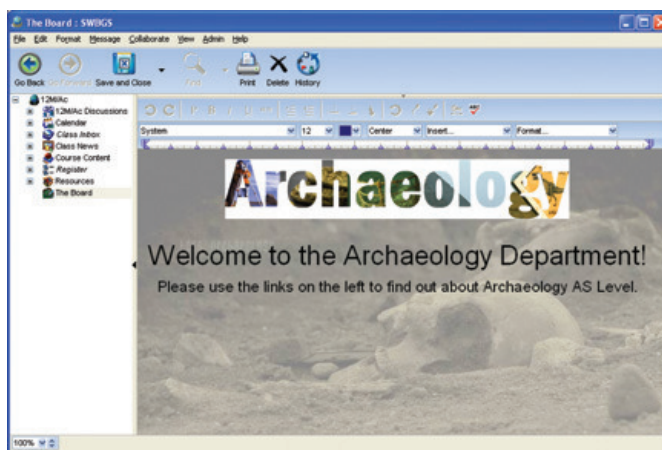 The Board : SWBGS
File Edit Format Message Collaborate View Admin Help
Go Back Go Forward Save and Close Print Delete History
12M/Ac
12M/Ac Discussions
Calendar
Class Inbox
Class News
Course Content
Register
Resources
The Board
System 12 Center Insert... Format...
Archaeology
Welcome to the Archaeology Department!
Please use the links on the left to find out about Archaeology AS Level.
100%